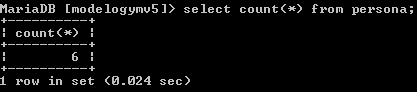 MariaDB [modelogymv5]> select count(*) from persona;
+----------+
| count(*) |
+----------+
|        6 |
+----------+
1 row in set (0.024 sec)